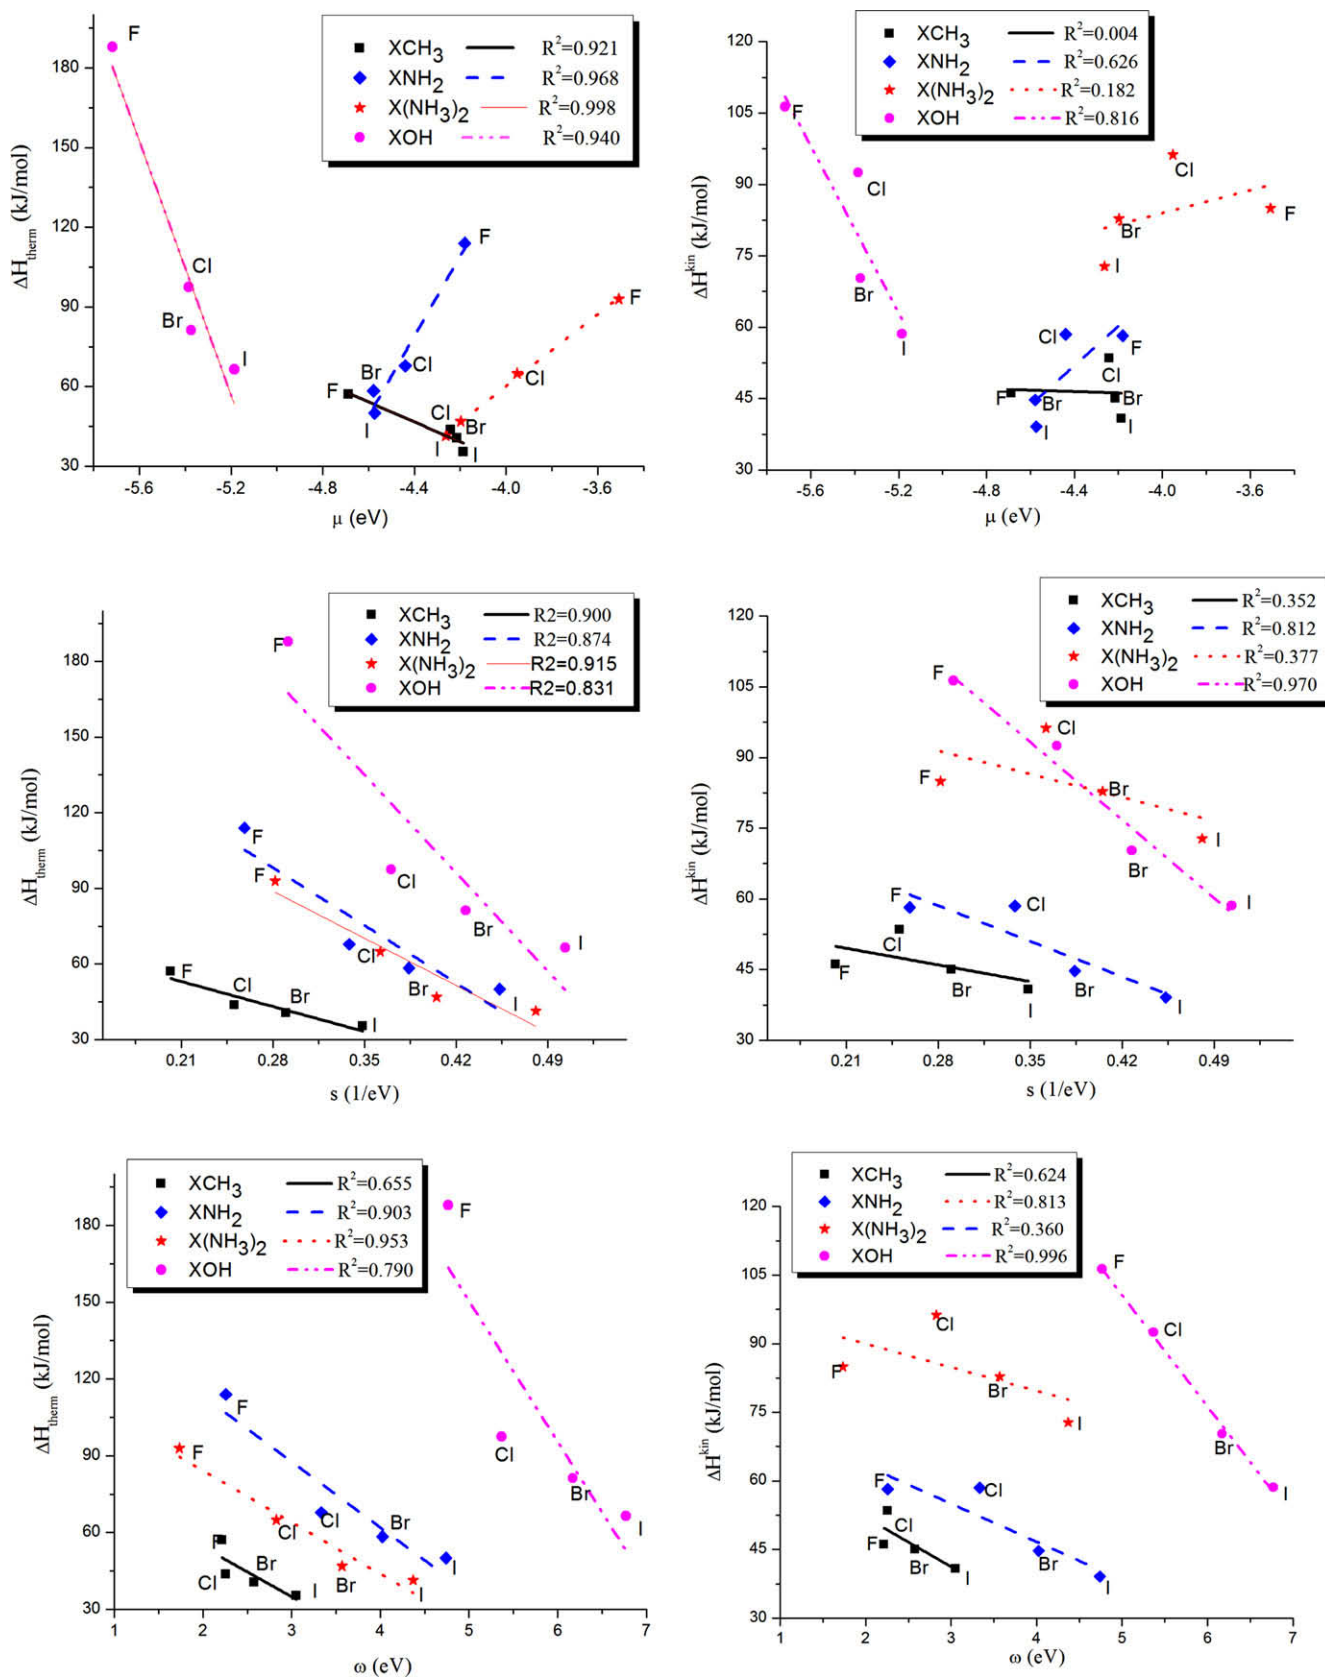 XCH3 R²=0.921
XNH2 R²=0.968
X(NH3)2 R²=0.998
XOH R²=0.940
ΔHtherm (kJ/mol)
180
150
120
90
60
30
F
Cl
Br
I
F
Cl
Br
I
F
Cl
Br
I
F
Cl
I
-5.6 -5.2 -4.8 -4.4 -4.0 -3.6
μ (eV)
XCH3 R²=0.004
XNH2 R²=0.626
X(NH3)2 R²=0.182
XOH R²=0.816
ΔHkin (kJ/mol)
120
105
90
75
60
45
30
F
Cl
Br
I
Cl
Br
F
I
Cl
F
Cl
F
Br
Br
I
I
-5.6 -5.2 -4.8 -4.4 -4.0 -3.6
μ (eV)
XCH3 R2=0.900
XNH2 R2=0.874
X(NH3)2 R2=0.915
XOH R2=0.831
ΔHtherm (kJ/mol)
180
150
120
90
60
30
F
F
F
Cl
Br
I
Cl
F
Cl
Br
Br
I
I
0.21 0.28 0.35 0.42 0.49
s (1/eV)
XCH3 R²=0.352
XNH2 R²=0.812
X(NH3)2 R²=0.377
XOH R²=0.970
ΔHkin (kJ/mol)
120
105
90
75
60
45
30
F
Cl
F
Br
I
Br
I
F
Cl
Cl
F
Br
Br
I
I
0.21 0.28 0.35 0.42 0.49
s (1/eV)
XCH3 R²=0.655
XNH2 R²=0.903
X(NH3)2 R²=0.953
XOH R²=0.790
ΔHtherm (kJ/mol)
180
150
120
90
60
30
F
F
F
Cl
Br
I
Cl
Cl
Br
F
Br
Br
I
Cl
I
I
1 2 3 4 5 6 7
ω (eV)
XCH3 R²=0.624
XNH2 R²=0.813
X(NH3)2 R²=0.360
XOH R²=0.996
ΔHkin (kJ/mol)
120
105
90
75
60
45
30
F
Cl
Cl
F
Br
I
Br
I
F
Cl
Cl
F
Br
Br
I
I
1 2 3 4 5 6 7
ω (eV)